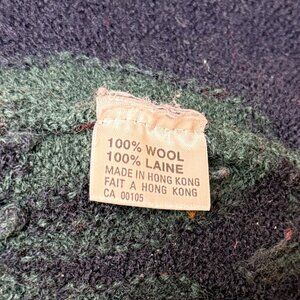 100% WOOL
100% LAINE
MADE IN HONG KONG
FAIT A HONG KONG
CA 00105